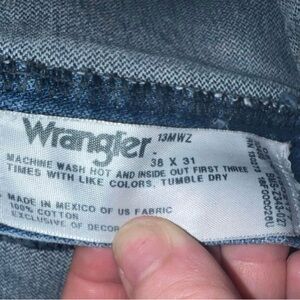 Wrangler 13MWZ
38 X 31
MACHINE WASH HOT AND INSIDE OUT FIRST THREE
TIMES WITH LIKE COLORS, TUMBLE DRY
MADE IN MEXICO OF US FABRIC
100% COTTON
EXCLUSIVE OF DECOR